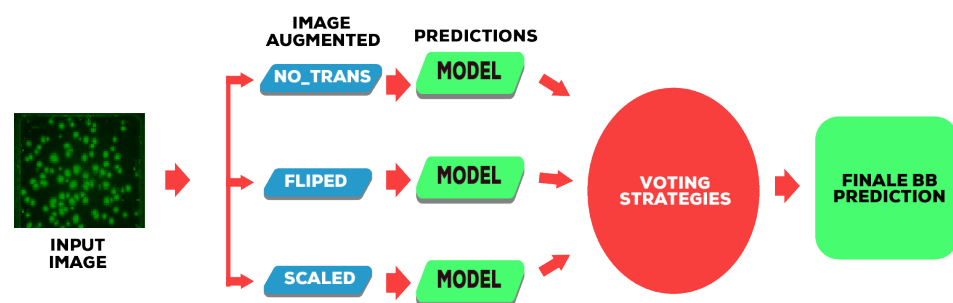 IMAGE
AUGMENTED
PREDICTIONS
NO_TRANS
MODEL
INPUT
IMAGE
FLIPED
MODEL
VOTING
STRATEGIES
FINALE BB
PREDICTION
SCALED
MODEL